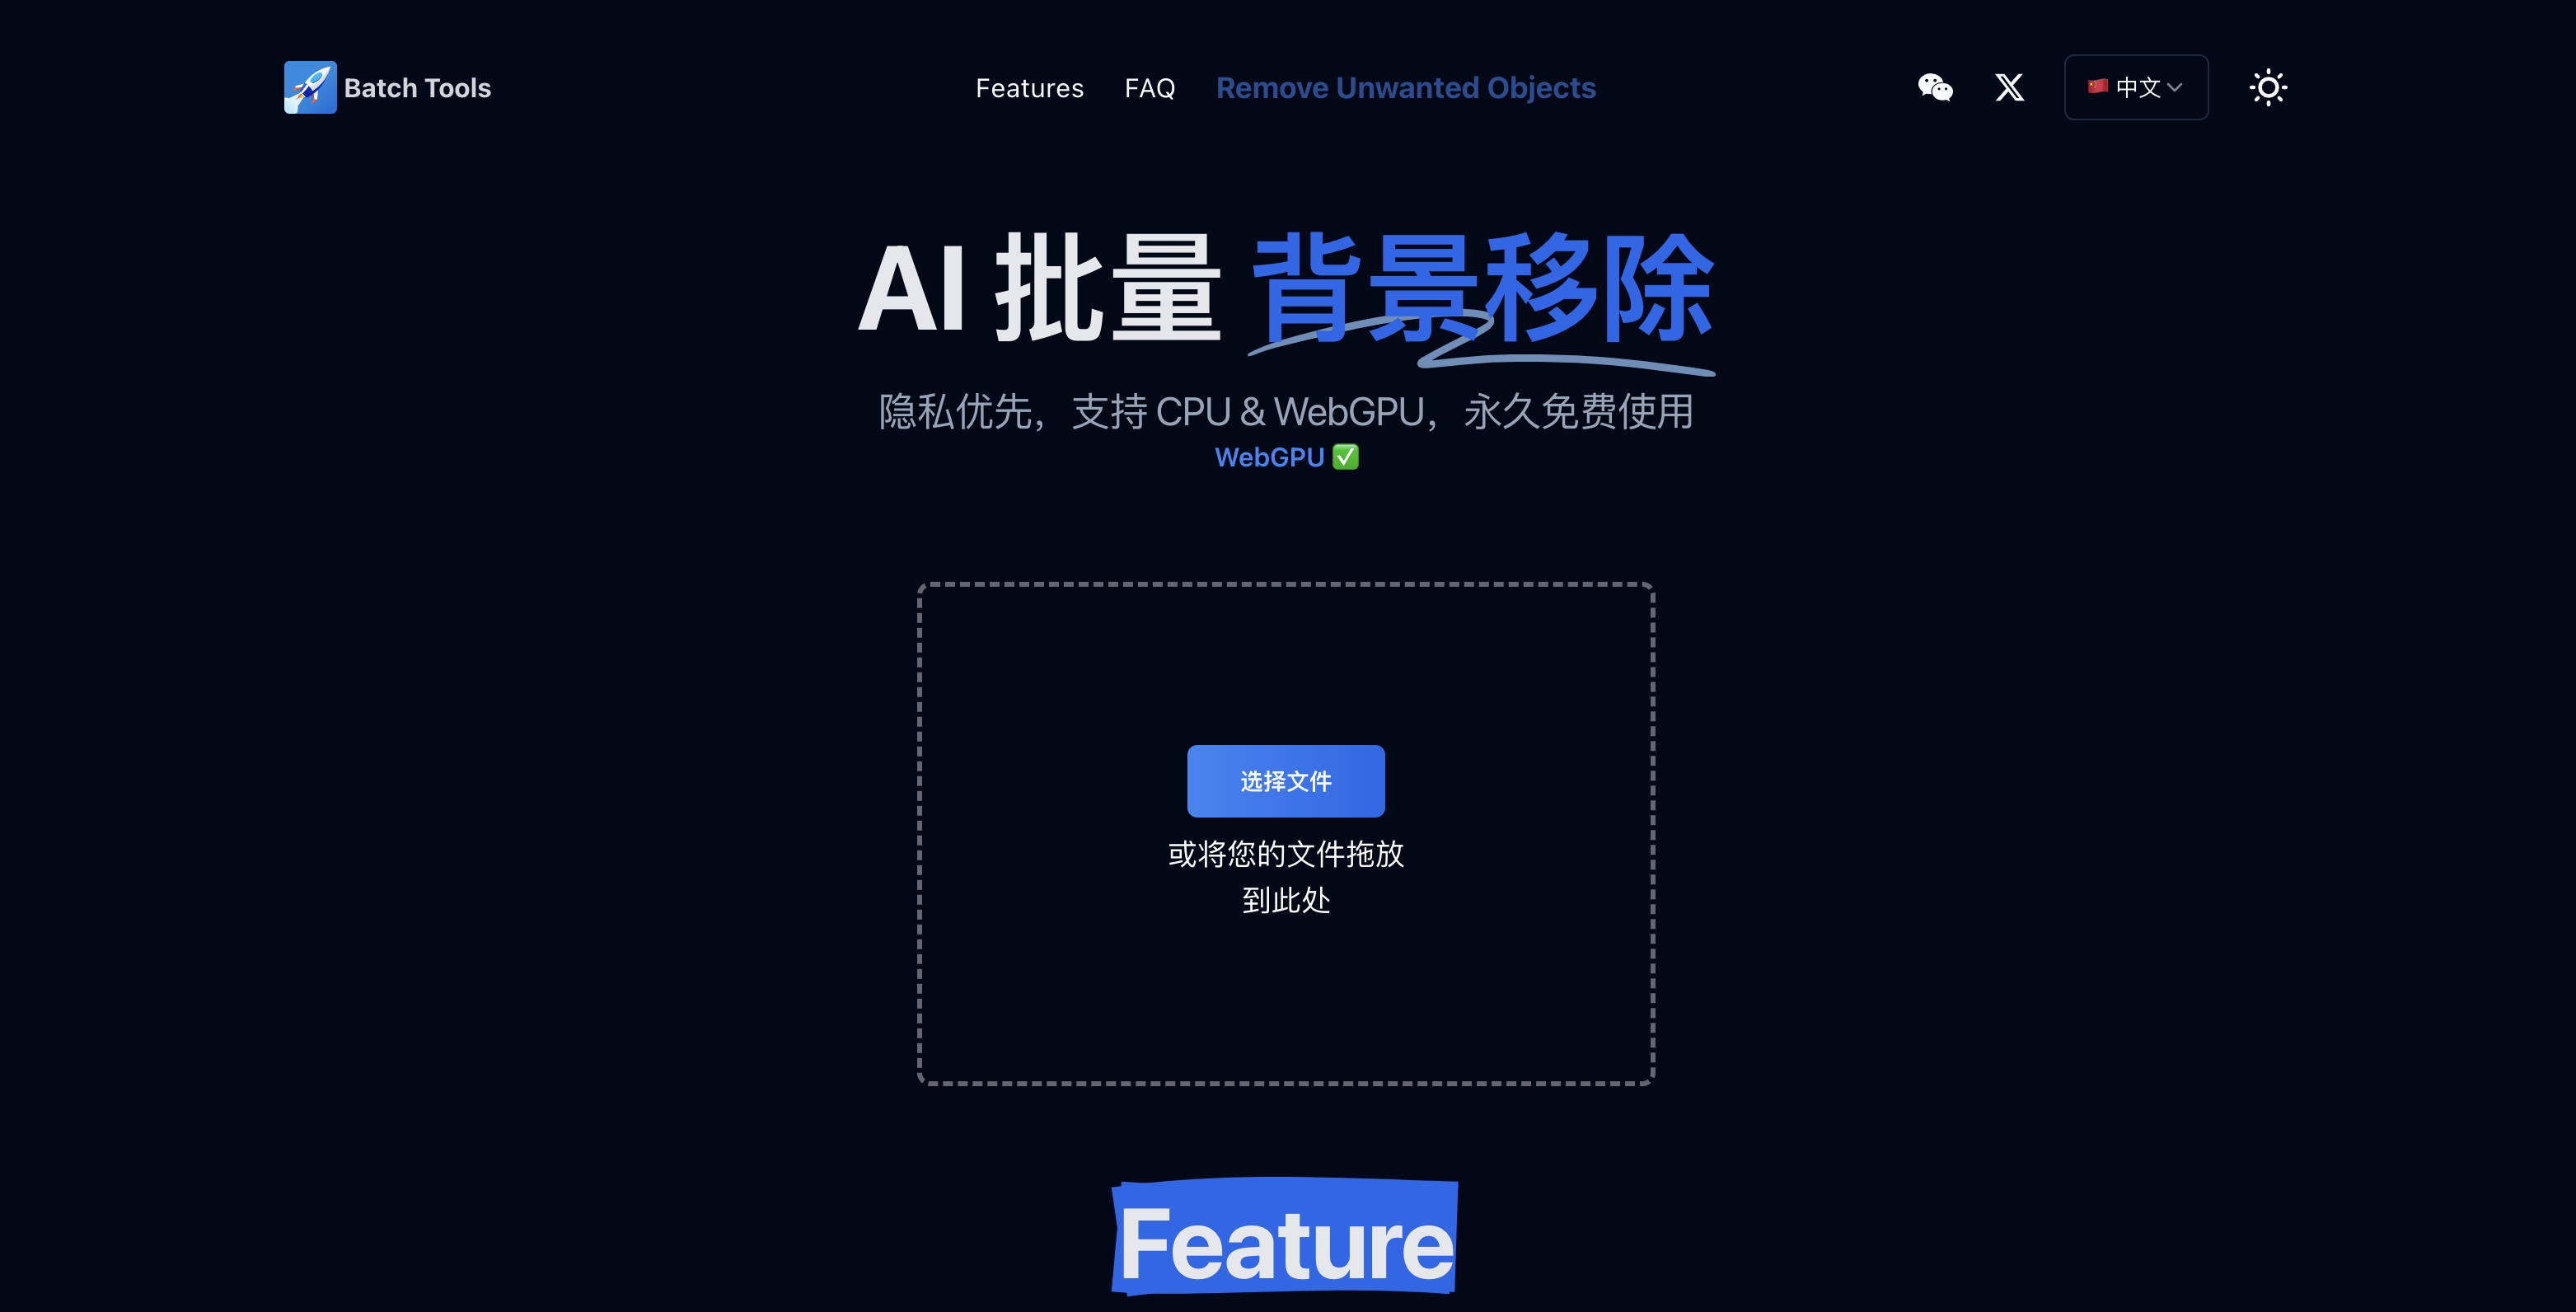 Batch Tools
Features
FAQ
Remove Unwanted Objects
中文
AI 批量 背景移除
隐私优先，支持 CPU & WebGPU，永久免费使用
WebGPU ✅
选择文件
或将您的文件拖放
到此处
Feature